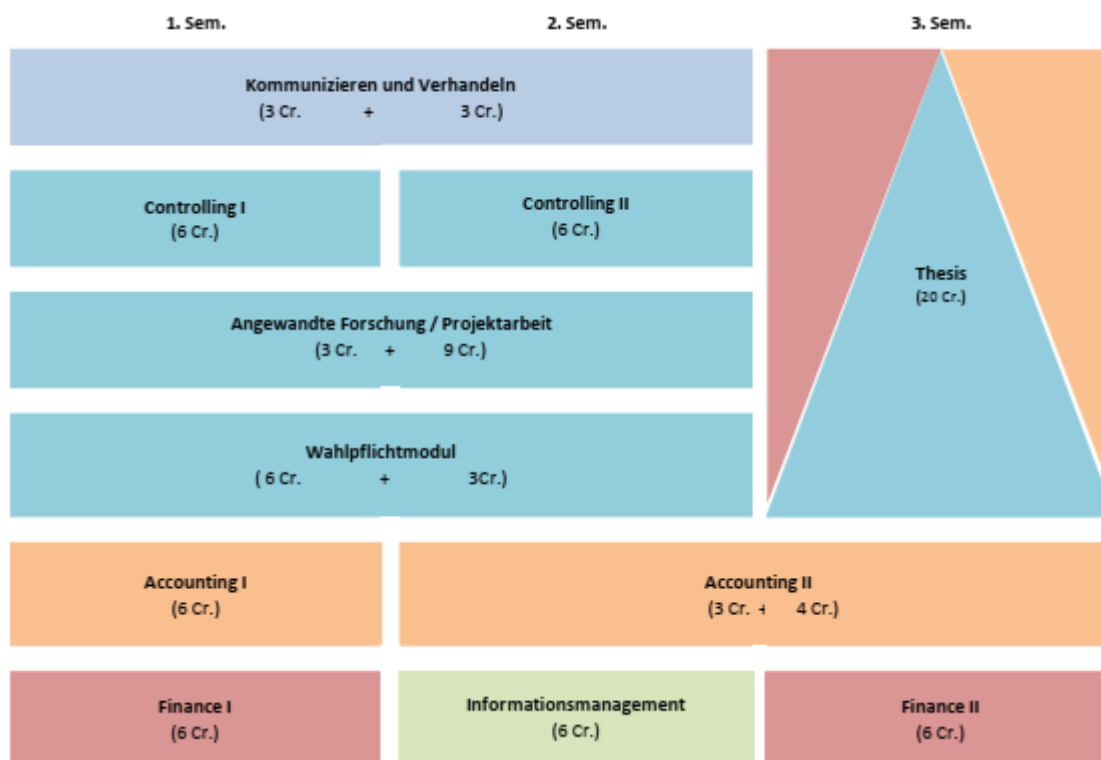 1. Sem. 2. Sem. 3. Sem.
Kommunizieren und Verhandeln
(3 Cr. + 3 Cr.)
Controlling I
(6 Cr.)
Controlling II
(6 Cr.)
Thesis
(20 Cr.)
Angewandte Forschung / Projektarbeit
(3 Cr. + 9 Cr.)
Wahlpflichtmodul
( 6 Cr. + 3Cr.)
Accounting I
(6 Cr.)
Accounting II
(3 Cr. + 4 Cr.)
Finance I
(6 Cr.)
Informationsmanagement
(6 Cr.)
Finance II
(6 Cr.)